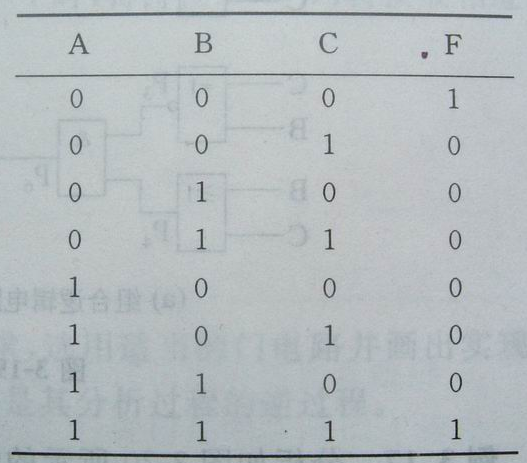 A B C F
0 0 0 1
0 0 1 0
0 1 0 0
0 1 1 0
1 0 0 0
1 0 1 0
1 1 0 0
1 1 1 1